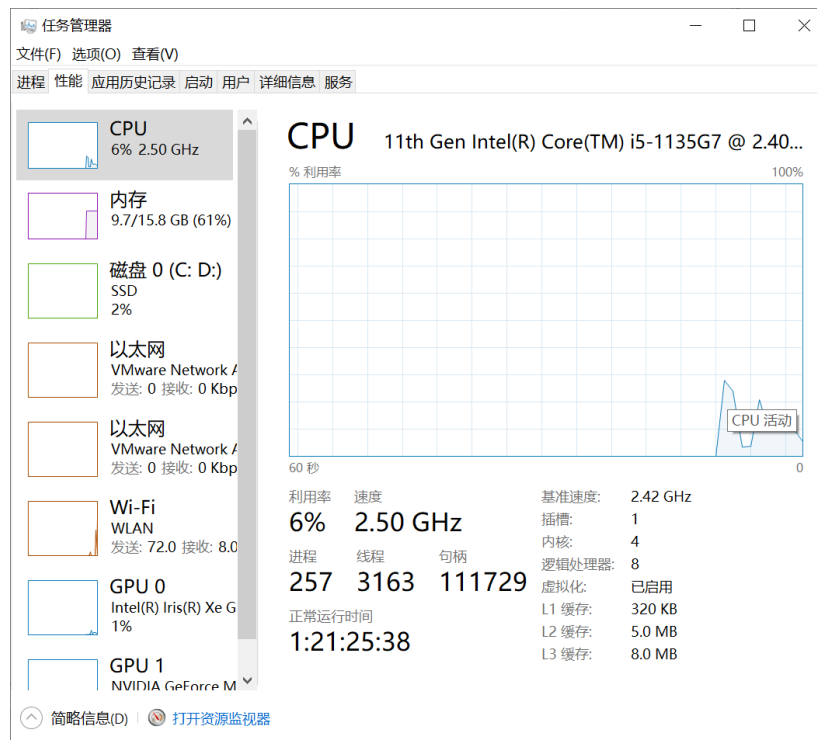 任务管理器
文件(F) 选项(O) 查看(V)
进程 性能 应用历史记录 启动 用户 详细信息 服务
CPU
6% 2.50 GHz
内存
9.7/15.8 GB (61%)
磁盘 0 (C: D:)
SSD
2%
以太网
VMware Network A
发送: 0 接收: 0 Kbp
以太网
VMware Network A
发送: 0 接收: 0 Kbp
Wi-Fi
WLAN
发送: 72.0 接收: 8.0
GPU 0
Intel(R) Iris(R) Xe G
1%
GPU 1
NVIDIA GeForce M
CPU 11th Gen Intel(R) Core(TM) i5-1135G7 @ 2.40...
% 利用率 100%
CPU 活动
60 秒 0
利用率 速度
6% 2.50 GHz
进程 线程 句柄
257 3163 111729
正常运行时间
1:21:25:38
基准速度: 2.42 GHz
插槽: 1
内核: 4
逻辑处理器: 8
虚拟化: 已启用
L1 缓存: 320 KB
L2 缓存: 5.0 MB
L3 缓存: 8.0 MB
简略信息(D) 打开资源监视器